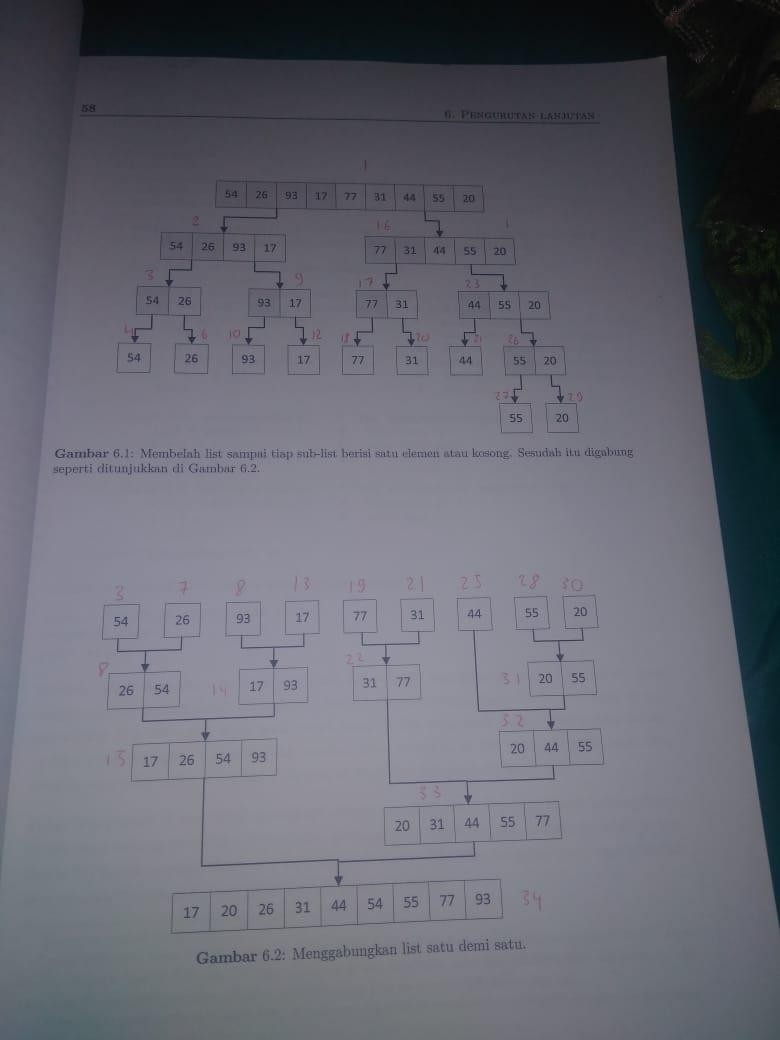 58 6. PENGURUTAN LANJUTAN
1
54 26 93 17 77 31 44 55 20
2 16 1
54 26 93 17 77 31 44 55 20
3 9 17 23
54 26 93 17 77 31 44 55 20
4 6 10 12 18 20 21 26
54 26 93 17 77 31 44 55 20
27 29
55 20
Gambar 6.1: Membelah list sampai tiap sub-list berisi satu elemen atau kosong. Sesudah itu digabung
seperti ditunjukkan di Gambar 6.2.
3 7 8 13 19 21 25 28 30
54 26 93 17 77 31 44 55 20
8 14 22 31
26 54 17 93 31 77 20 55
15 32
17 26 54 93 20 44 55
33
20 31 44 55 77
17 20 26 31 44 54 55 77 93 34
Gambar 6.2: Menggabungkan list satu demi satu.